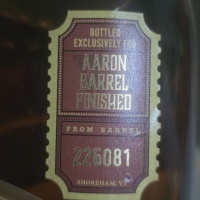 BOTTLED
EXCLUSIVELY FOR
AARON
BARREL
FINISHED
FROM BARREL
226081
SHOREHAM, VT